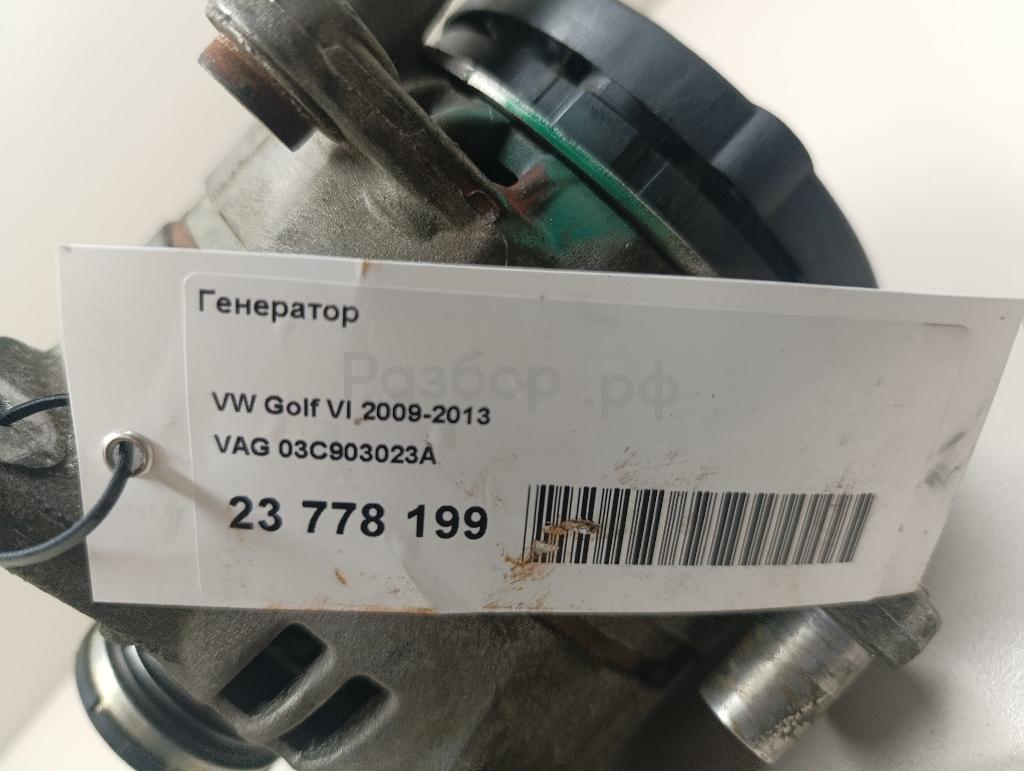 Генератор
Разбор.рф
VW Golf VI 2009-2013
VAG 03C903023A
23 778 199